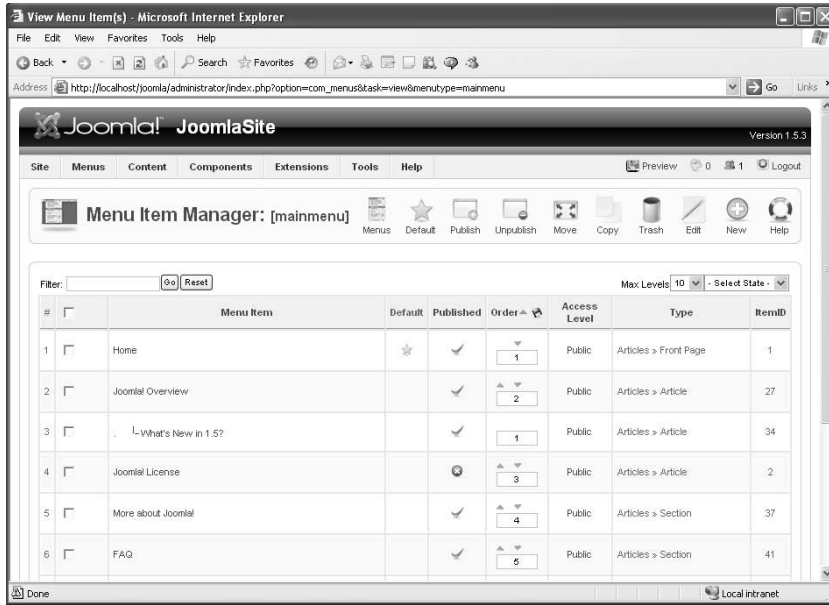 View Menu Item(s) - Microsoft Internet Explorer
File Edit View Favorites Tools Help
Back Search Favorites
Address http://localhost/joomla/administrator/index.php?option=com_menus&task=view&menutype=mainmenu Go Links
Joomla! JoomlaSite Version 1.5.3
Site Menus Content Components Extensions Tools Help Preview 0 1 Logout
Menu Item Manager: [mainmenu] Menus Default Publish Unpublish Move Copy Trash Edit New Help
Filter: Go Reset Max Levels 10 - Select State -
# Menu Item Default Published Order Access Level Type ItemID
1 Home 1 Public Articles » Front Page 1
2 Joomla! Overview 2 Public Articles » Article 27
3 . What's New in 1.5? 1 Public Articles » Article 34
4 Joomla! License 3 Public Articles » Article 2
5 More about Joomla! 4 Public Articles » Section 37
6 FAQ 5 Public Articles » Section 41
Done Local intranet